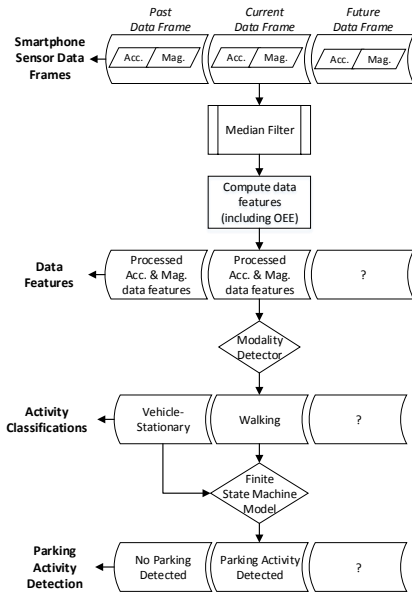 Past
Data Frame
Current
Data Frame
Future
Data Frame
Smartphone
Sensor Data
Frames
Acc. Mag.
Acc. Mag.
Acc. Mag.
Median Filter
Compute data
features
(including OEE)
Data
Features
Processed
Acc. & Mag.
data features
Processed
Acc. & Mag.
data features
?
Modality
Detector
Activity
Classifications
Vehicle-
Stationary
Walking
?
Finite
State Machine
Model
Parking
Activity
Detection
No Parking
Detected
Parking Activity
Detected
?